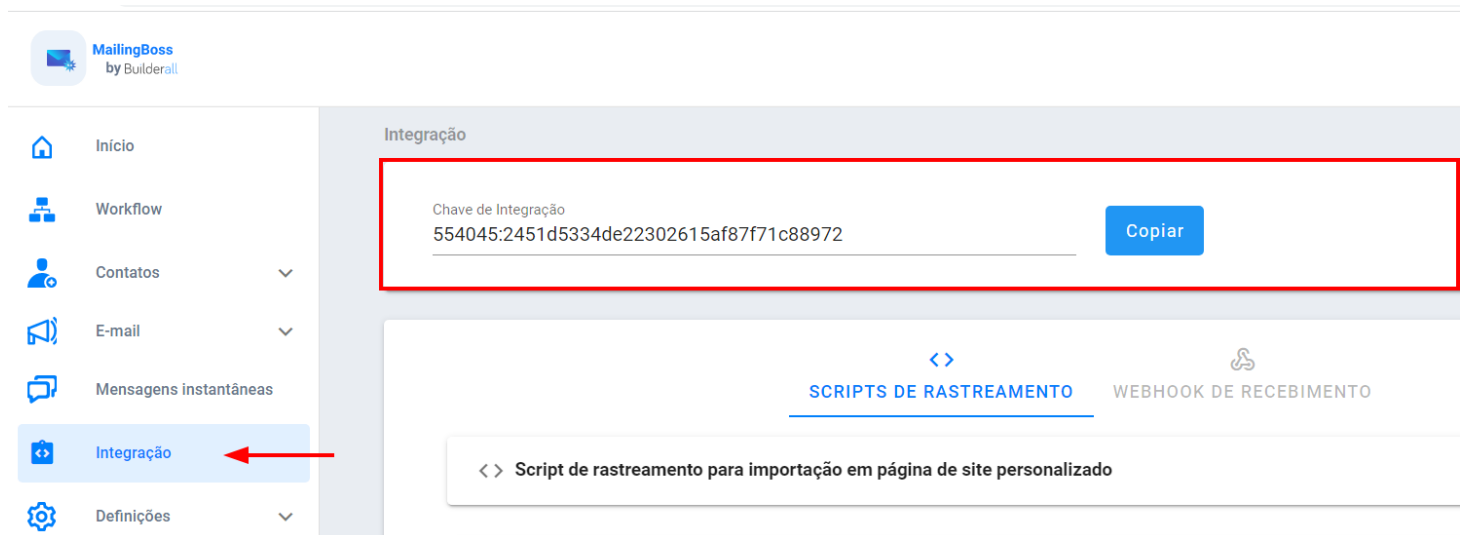 MailingBoss
by Builderall
Início
Workflow
Contatos
E-mail
Mensagens instantâneas
Integração
Definições
Integração
Chave de Integração
554045:2451d5334de22302615af87f71c88972
Copiar
SCRIPTS DE RASTREAMENTO
WEBHOOK DE RECEBIMENTO
Script de rastreamento para importação em página de site personalizado